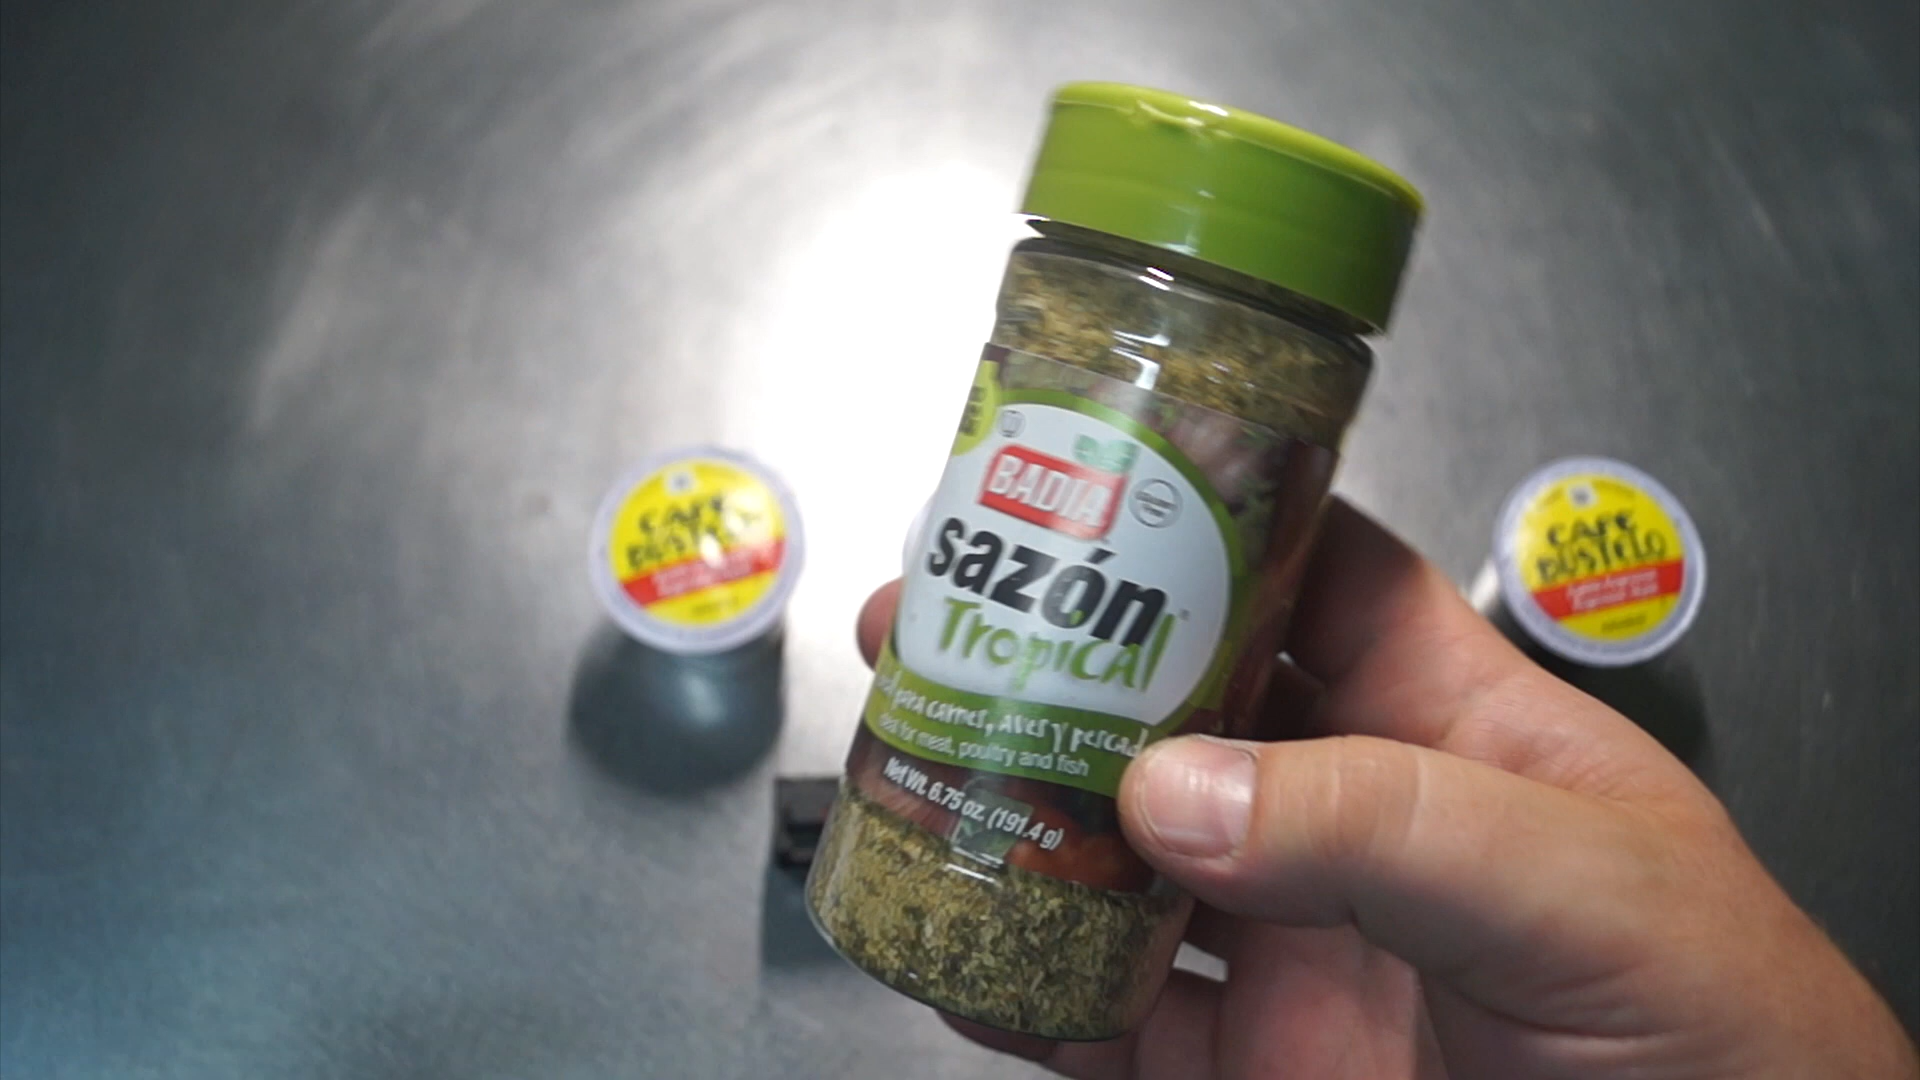 BADIA
sazón
Tropical
para carnes, aves y
for meat, poultry and fish
Net Wt. 6.75 oz. (191.4 g)
CAFE
BUSTELO
CAFE
BUSTELO